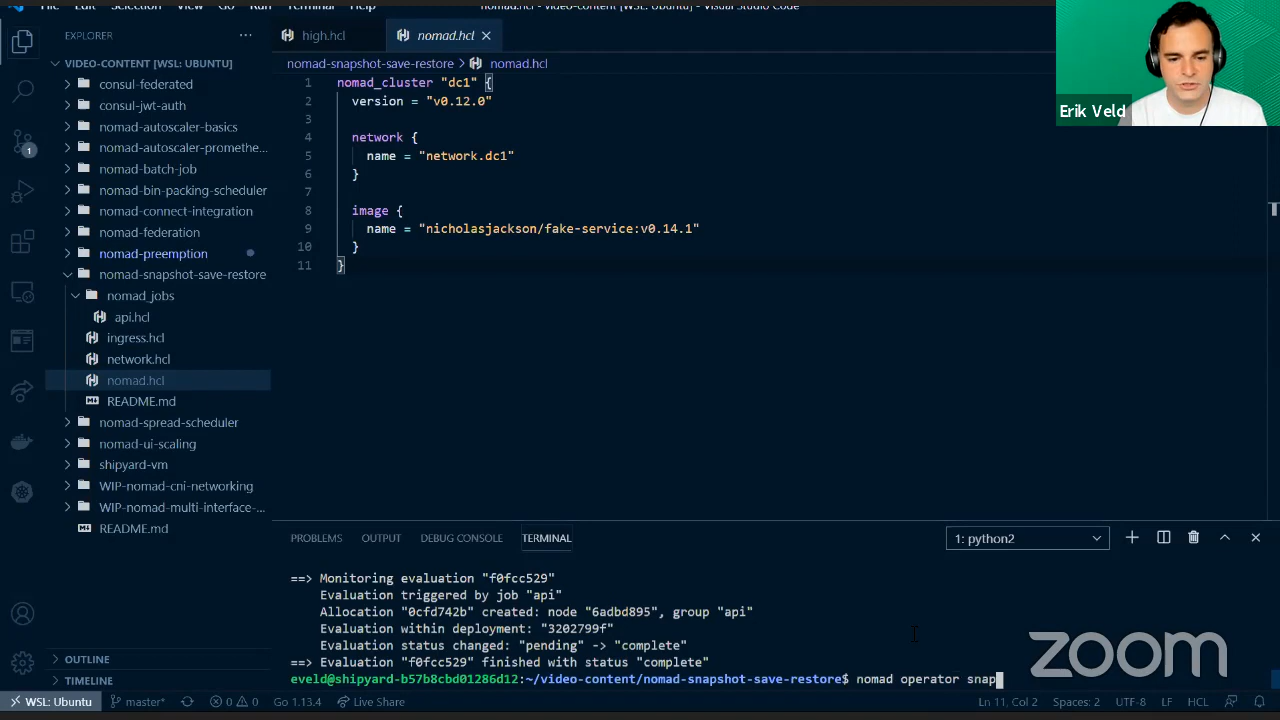 Selection View Go Run Terminal Help nomad.hcl - video-content [WSL: Ubuntu] - Visual Studio Code
EXPLORER
high.hcl
nomad.hcl
Erik Veld
VIDEO-CONTENT [WSL: UBUNTU]
consul-federated
consul-jwt-auth
nomad-autoscaler-basics
nomad-autoscaler-promethe...
nomad-batch-job
nomad-bin-packing-scheduler
nomad-connect-integration
nomad-federation
nomad-preemption
nomad-snapshot-save-restore
nomad_jobs
api.hcl
ingress.hcl
network.hcl
nomad.hcl
README.md
nomad-spread-scheduler
nomad-ui-scaling
shipyard-vm
WIP-nomad-cni-networking
WIP-nomad-multi-interface-...
README.md
OUTLINE
TIMELINE
1
nomad-snapshot-save-restore > nomad.hcl
1 nomad_cluster "dc1" {
2 version = "v0.12.0"
3
4 network {
5 name = "network.dc1"
6 }
7
8 image {
9 name = "nicholasjackson/fake-service:v0.14.1"
10 }
11 }
PROBLEMS OUTPUT DEBUG CONSOLE TERMINAL 1: python2
==> Monitoring evaluation "f0fcc529"
Evaluation triggered by job "api"
Allocation "0cfd742b" created: node "6adbd895", group "api"
Evaluation within deployment: "3202799f"
Evaluation status changed: "pending" -> "complete"
==> Evaluation "f0fcc529" finished with status "complete"
eveld@shipyard-b57b8cbd01286d12:~/video-content/nomad-snapshot-save-restore$ nomad operator snap
zoom
WSL: Ubuntu master* 0 0 Go 1.13.4 Live Share Ln 11, Col 2 Spaces: 2 UTF-8 LF HCL